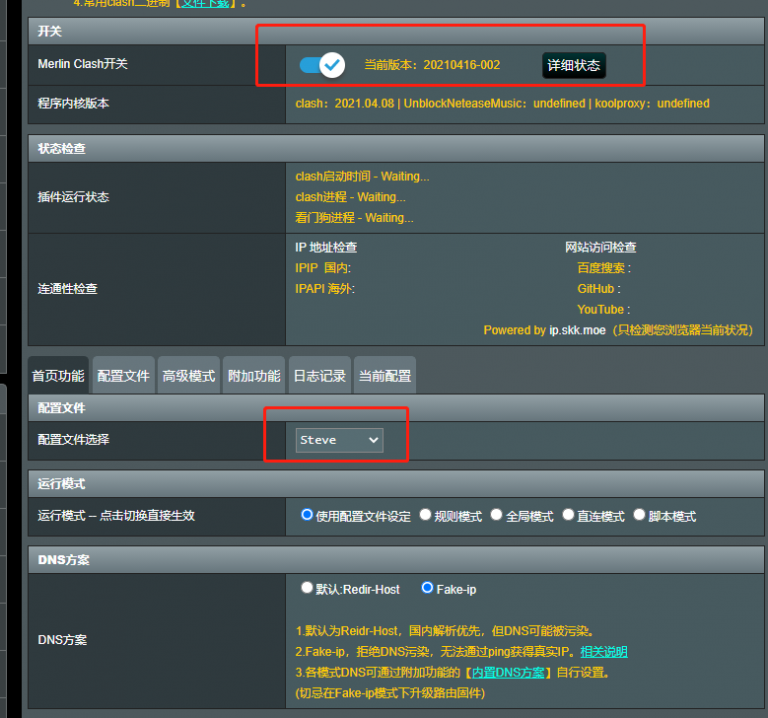 4.常用clash二进制【文件下载】。
开关
Merlin Clash开关
当前版本：20210416-002
详细状态
程序内核版本
clash：2021.04.08 | UnblockNeteaseMusic：undefined | koolproxy：undefined
状态检查
插件运行状态
clash启动时间 - Waiting...
clash进程 - Waiting...
看门狗进程 - Waiting...
连通性检查
IP 地址检查
网站访问检查
IPIP 国内:
百度搜索 :
IPAPI 海外:
GitHub :
YouTube :
Powered by ip.skk.moe（只检测您浏览器当前状况）
首页功能 配置文件 高级模式 附加功能 日志记录 当前配置
配置文件
配置文件选择
Steve
运行模式
运行模式 -- 点击切换直接生效
使用配置文件设定 规则模式 全局模式 直连模式 脚本模式
DNS方案
DNS方案
默认:Redir-Host Fake-ip
1.默认为Reidr-Host，国内解析优先，但DNS可能被污染。
2.Fake-ip，拒绝DNS污染，无法通过ping获得真实IP。相关说明
3.各模式DNS可通过附加功能的【内置DNS方案】自行设置。
(切忌在Fake-ip模式下升级路由固件)